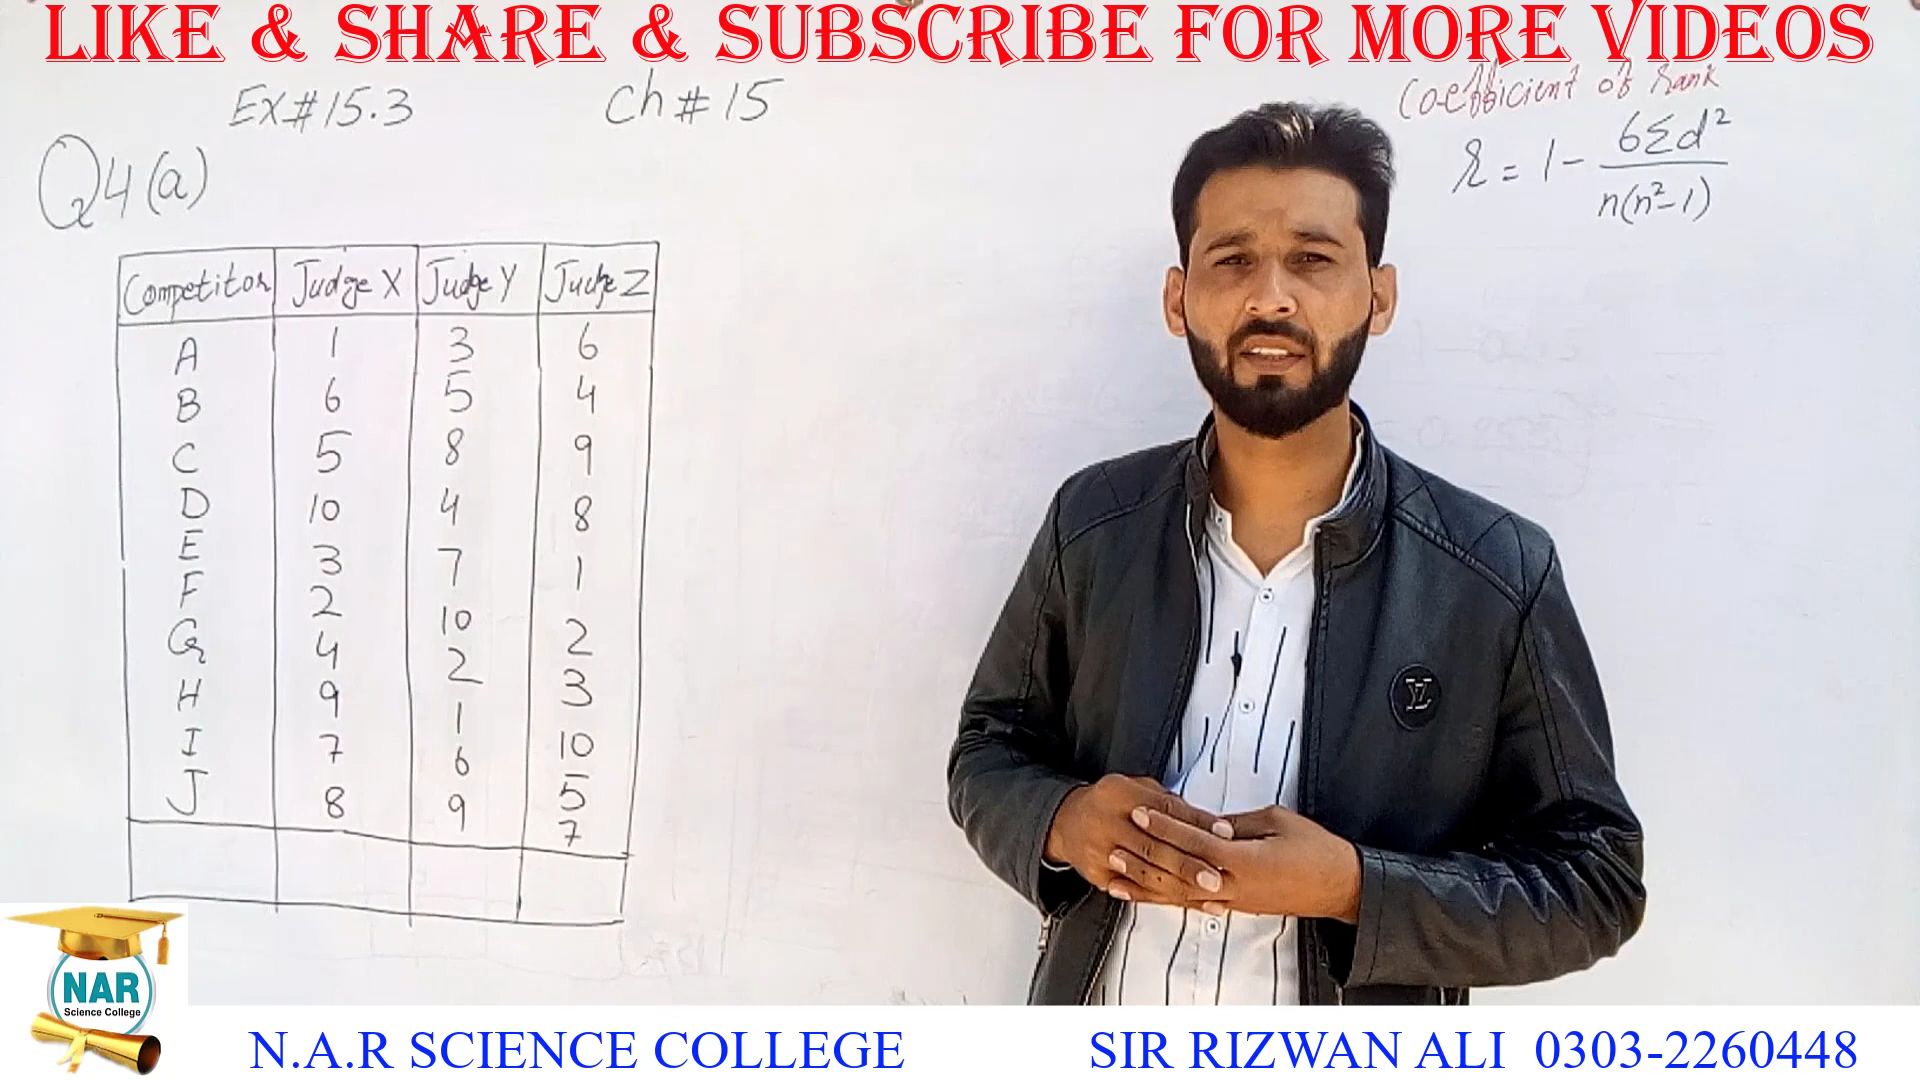 LIKE & SHARE & SUBSCRIBE FOR MORE VIDEOS
Ex#15.3 Ch#15
Q4(a)
Coefficient of Rank
r = 1 - 6Σd² / n(n²-1)
Competitor Judge X Judge Y Judge Z
A 1 3 6
B 6 5 4
C 5 8 9
D 10 4 8
E 3 7 1
F 2 10 2
G 4 2 3
H 9 1 10
I 7 6 5
J 8 9 7
NAR
Science College
N.A.R SCIENCE COLLEGE SIR RIZWAN ALI 0303-2260448